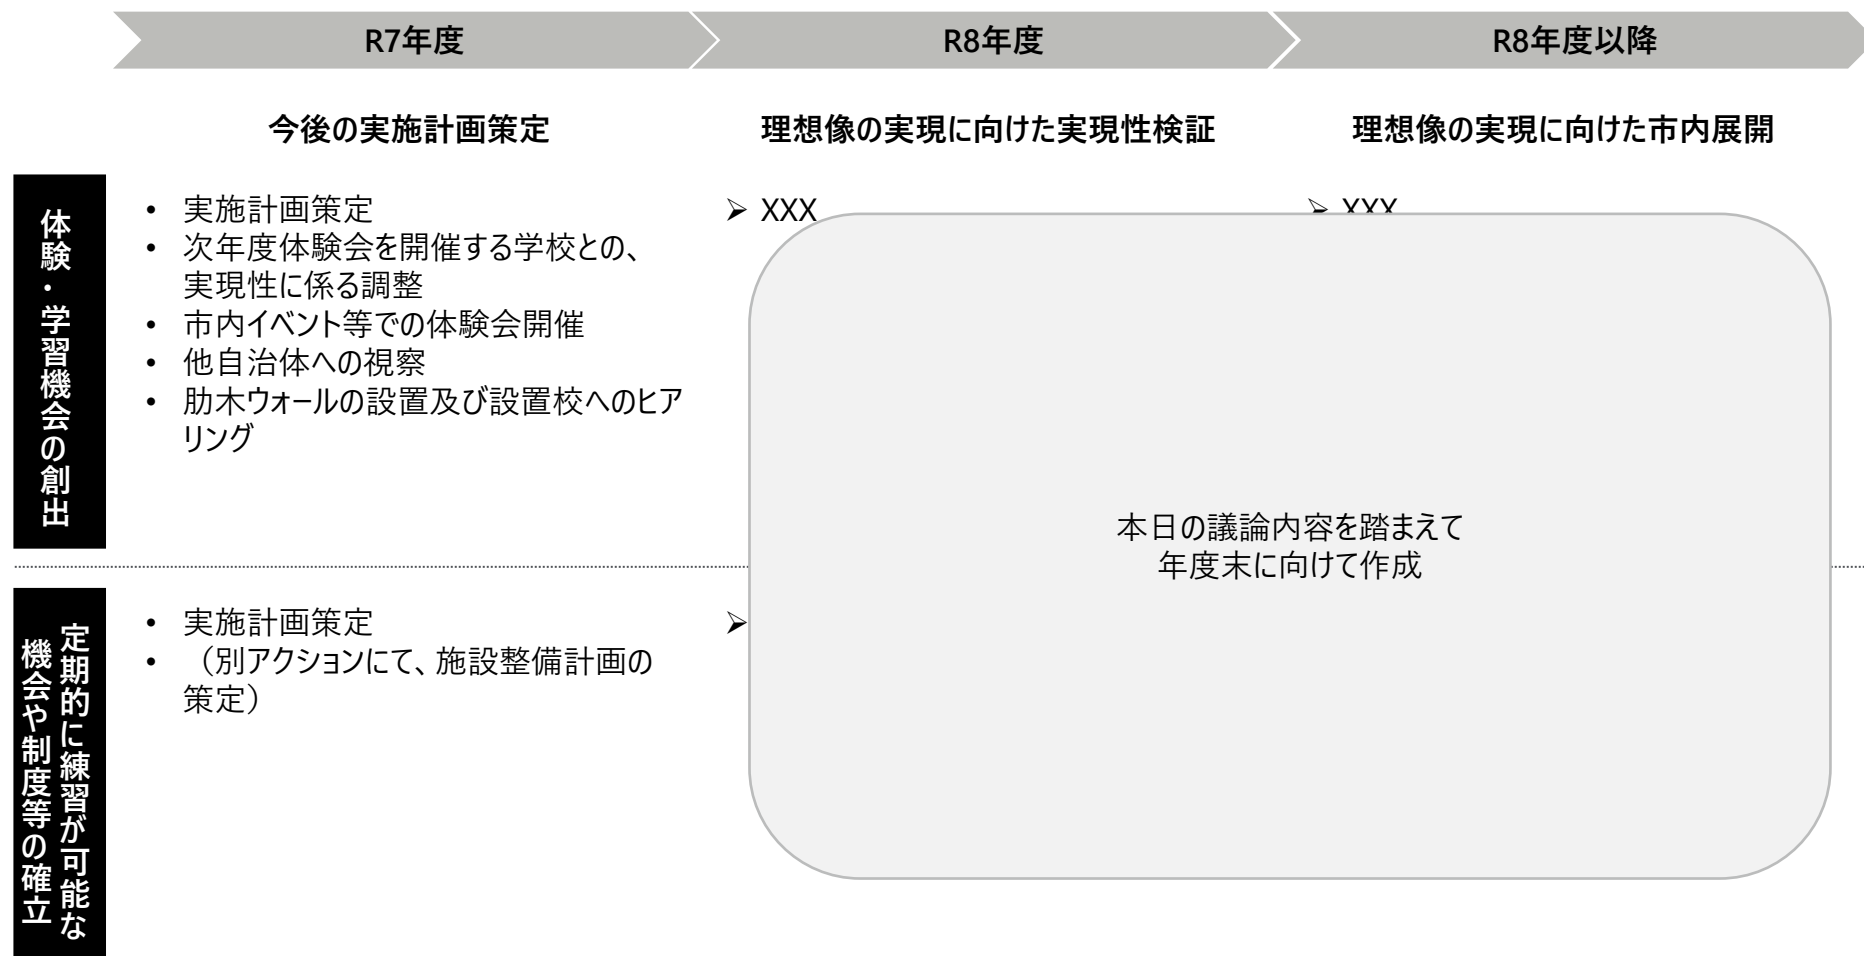 R7年度
R8年度
R8年度以降
今後の実施計画策定
理想像の実現に向けた実現性検証
理想像の実現に向けた市内展開
体験・学習機会の創出
• 実施計画策定
• 次年度体験会を開催する学校との、
実現性に係る調整
• 市内イベント等での体験会開催
• 他自治体への視察
• 肋木ウォールの設置及び設置校へのヒア
リング
➢ XXX
➢ XXX
本日の議論内容を踏まえて
年度末に向けて作成
定期的に練習が可能な
機会や制度等の確立
• 実施計画策定
• （別アクションにて、施設整備計画の
策定）
➢